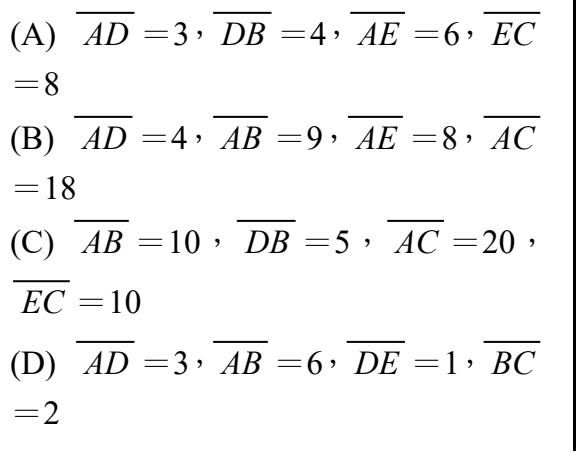 (A) AD =3，DB =4，AE =6，EC
=8
(B) AD =4，AB =9，AE =8，AC
=18
(C) AB =10，DB =5，AC =20，
EC =10
(D) AD =3，AB =6，DE =1，BC
=2